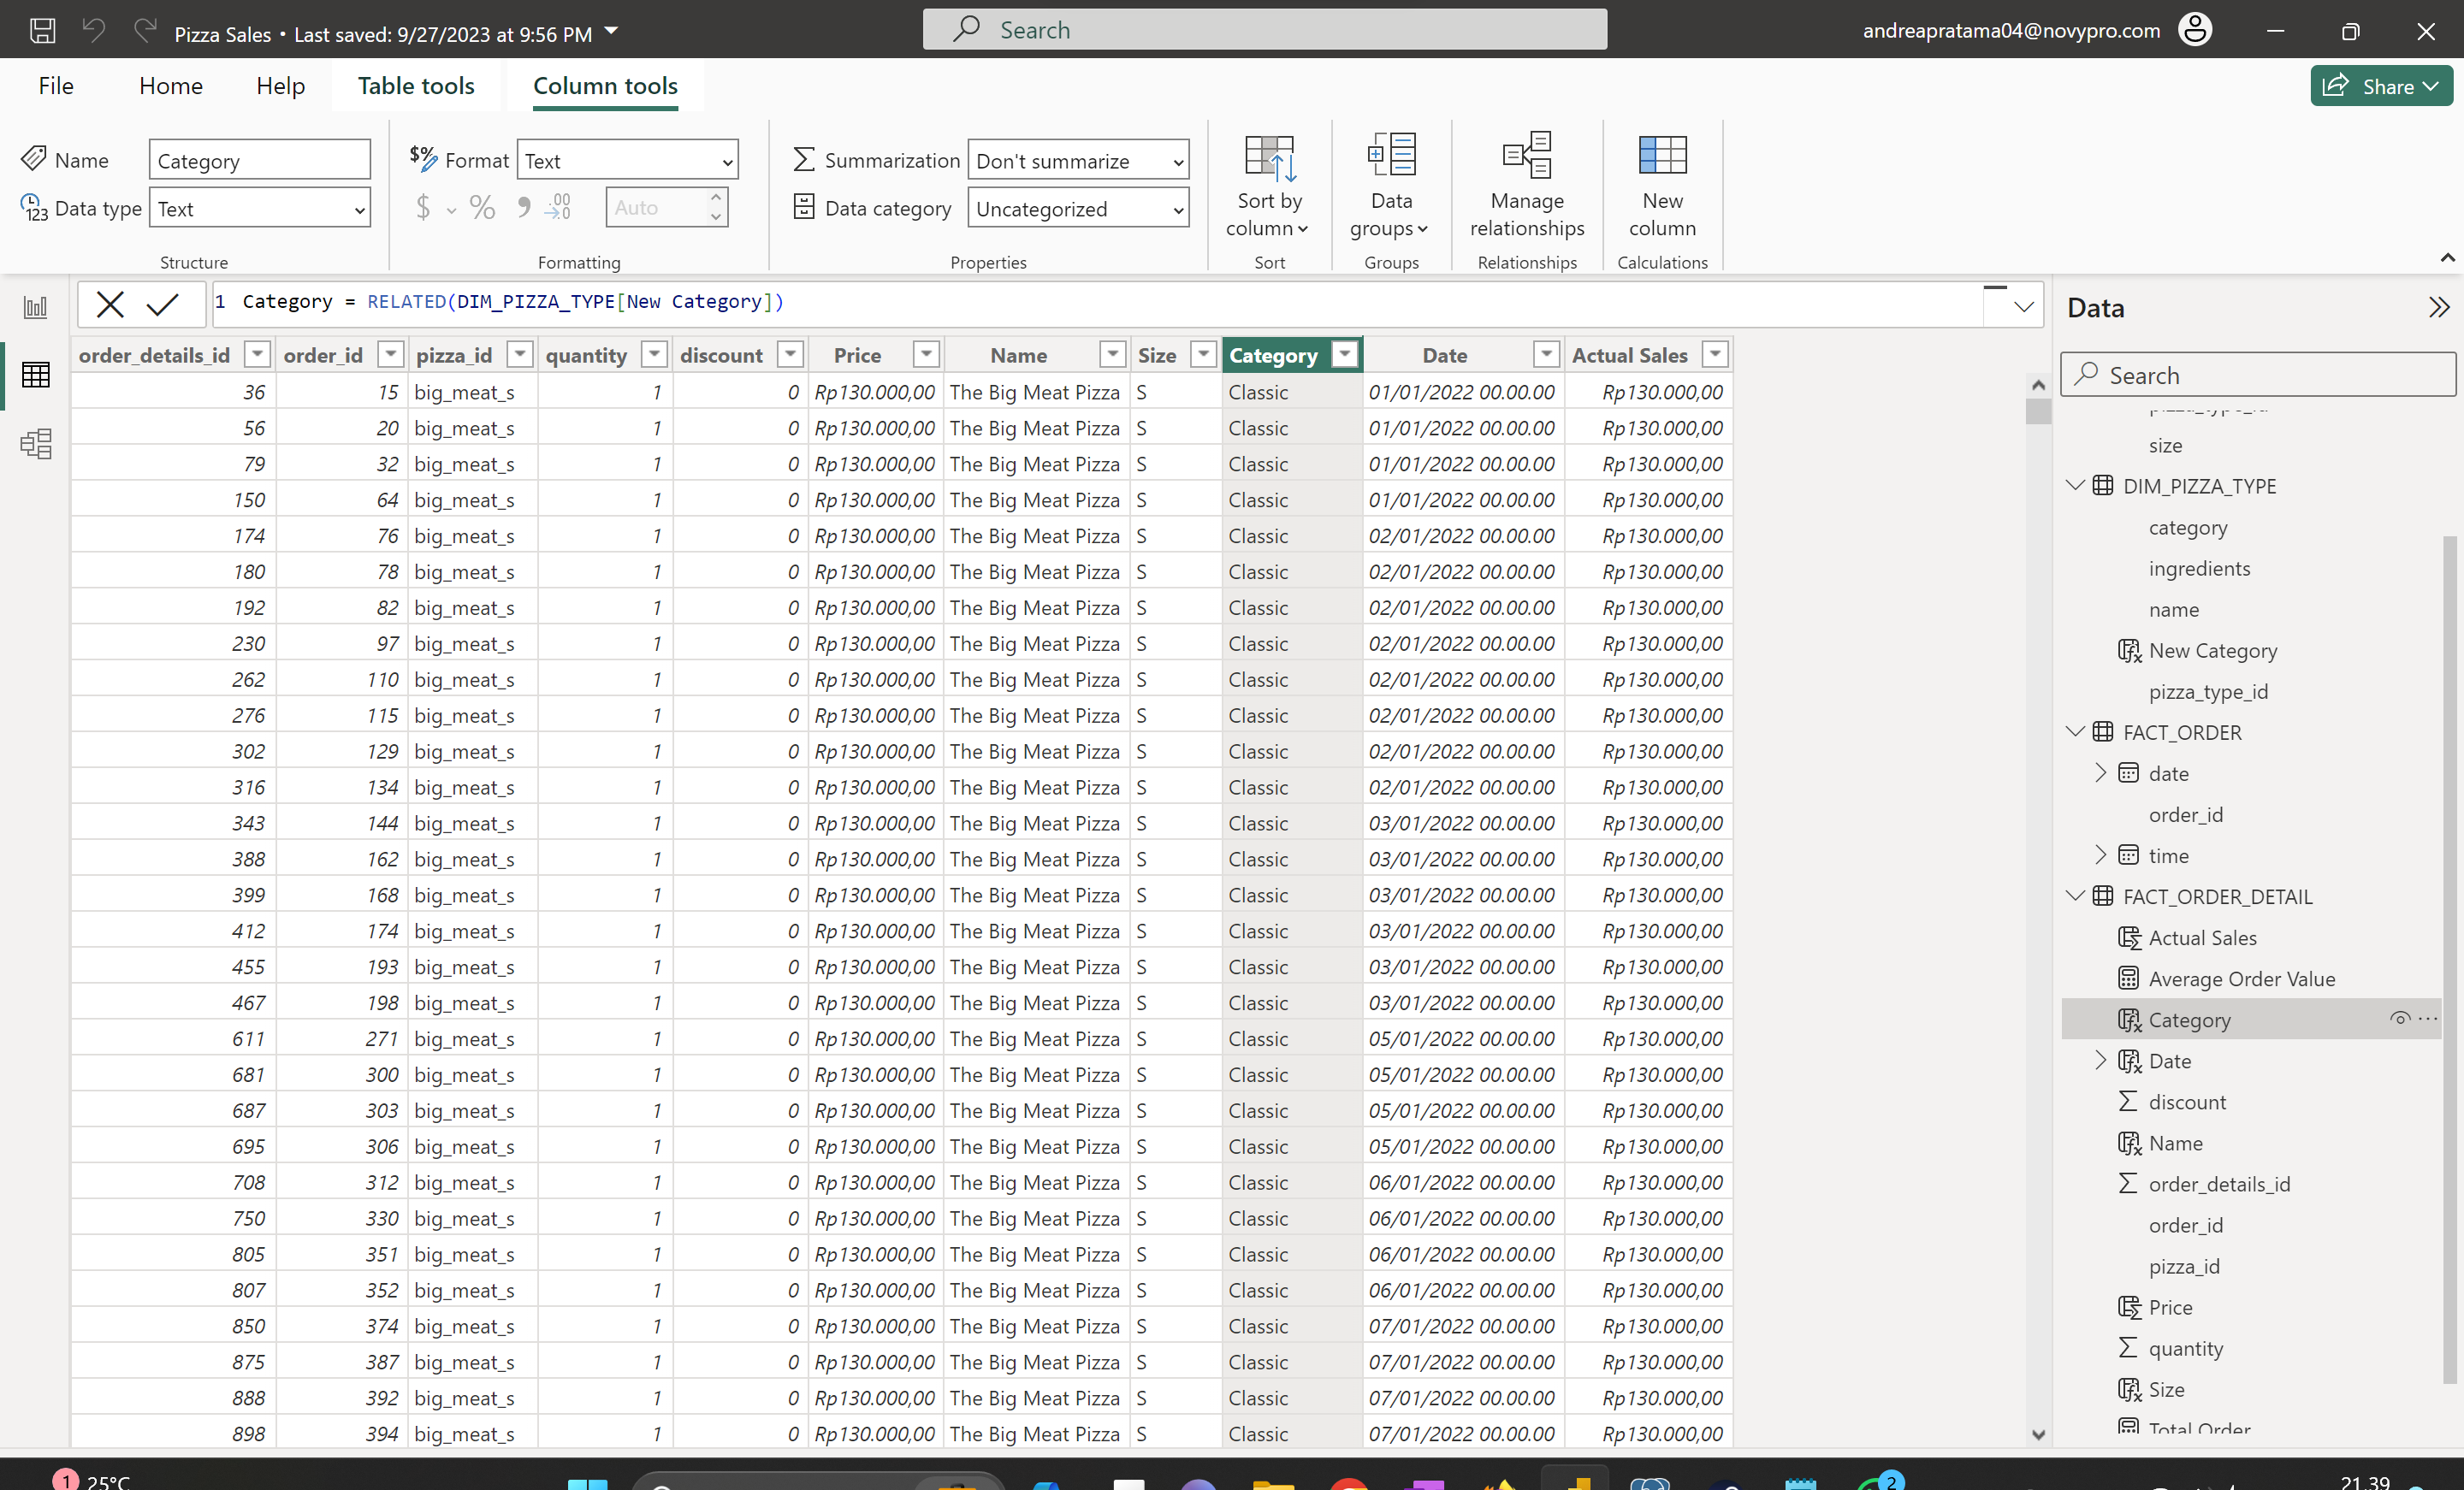 Pizza Sales • Last saved: 9/27/2023 at 9:56 PM
Search
andreapratama04@novypro.com
File Home Help Table tools Column tools
Share
Name Category
Data type Text
Structure
Format Text
$ % 9 .00 →.0 Auto
Formatting
Summarization Don't summarize
Data category Uncategorized
Properties
Sort by column
Sort
Data groups
Groups
Manage relationships
Relationships
New column
Calculations
1 Category = RELATED(DIM_PIZZA_TYPE[New Category])
order_details_id order_id pizza_id quantity discount Price Name Size Category Date Actual Sales
36 15 big_meat_s 1 0 Rp130.000,00 The Big Meat Pizza S Classic 01/01/2022 00.00.00 Rp130.000,00
56 20 big_meat_s 1 0 Rp130.000,00 The Big Meat Pizza S Classic 01/01/2022 00.00.00 Rp130.000,00
79 32 big_meat_s 1 0 Rp130.000,00 The Big Meat Pizza S Classic 01/01/2022 00.00.00 Rp130.000,00
150 64 big_meat_s 1 0 Rp130.000,00 The Big Meat Pizza S Classic 01/01/2022 00.00.00 Rp130.000,00
174 76 big_meat_s 1 0 Rp130.000,00 The Big Meat Pizza S Classic 02/01/2022 00.00.00 Rp130.000,00
180 78 big_meat_s 1 0 Rp130.000,00 The Big Meat Pizza S Classic 02/01/2022 00.00.00 Rp130.000,00
192 82 big_meat_s 1 0 Rp130.000,00 The Big Meat Pizza S Classic 02/01/2022 00.00.00 Rp130.000,00
230 97 big_meat_s 1 0 Rp130.000,00 The Big Meat Pizza S Classic 02/01/2022 00.00.00 Rp130.000,00
262 110 big_meat_s 1 0 Rp130.000,00 The Big Meat Pizza S Classic 02/01/2022 00.00.00 Rp130.000,00
276 115 big_meat_s 1 0 Rp130.000,00 The Big Meat Pizza S Classic 02/01/2022 00.00.00 Rp130.000,00
302 129 big_meat_s 1 0 Rp130.000,00 The Big Meat Pizza S Classic 02/01/2022 00.00.00 Rp130.000,00
316 134 big_meat_s 1 0 Rp130.000,00 The Big Meat Pizza S Classic 02/01/2022 00.00.00 Rp130.000,00
343 144 big_meat_s 1 0 Rp130.000,00 The Big Meat Pizza S Classic 03/01/2022 00.00.00 Rp130.000,00
388 162 big_meat_s 1 0 Rp130.000,00 The Big Meat Pizza S Classic 03/01/2022 00.00.00 Rp130.000,00
399 168 big_meat_s 1 0 Rp130.000,00 The Big Meat Pizza S Classic 03/01/2022 00.00.00 Rp130.000,00
412 174 big_meat_s 1 0 Rp130.000,00 The Big Meat Pizza S Classic 03/01/2022 00.00.00 Rp130.000,00
455 193 big_meat_s 1 0 Rp130.000,00 The Big Meat Pizza S Classic 03/01/2022 00.00.00 Rp130.000,00
467 198 big_meat_s 1 0 Rp130.000,00 The Big Meat Pizza S Classic 03/01/2022 00.00.00 Rp130.000,00
611 271 big_meat_s 1 0 Rp130.000,00 The Big Meat Pizza S Classic 05/01/2022 00.00.00 Rp130.000,00
681 300 big_meat_s 1 0 Rp130.000,00 The Big Meat Pizza S Classic 05/01/2022 00.00.00 Rp130.000,00
687 303 big_meat_s 1 0 Rp130.000,00 The Big Meat Pizza S Classic 05/01/2022 00.00.00 Rp130.000,00
695 306 big_meat_s 1 0 Rp130.000,00 The Big Meat Pizza S Classic 05/01/2022 00.00.00 Rp130.000,00
708 312 big_meat_s 1 0 Rp130.000,00 The Big Meat Pizza S Classic 06/01/2022 00.00.00 Rp130.000,00
750 330 big_meat_s 1 0 Rp130.000,00 The Big Meat Pizza S Classic 06/01/2022 00.00.00 Rp130.000,00
805 351 big_meat_s 1 0 Rp130.000,00 The Big Meat Pizza S Classic 06/01/2022 00.00.00 Rp130.000,00
807 352 big_meat_s 1 0 Rp130.000,00 The Big Meat Pizza S Classic 06/01/2022 00.00.00 Rp130.000,00
850 374 big_meat_s 1 0 Rp130.000,00 The Big Meat Pizza S Classic 07/01/2022 00.00.00 Rp130.000,00
875 387 big_meat_s 1 0 Rp130.000,00 The Big Meat Pizza S Classic 07/01/2022 00.00.00 Rp130.000,00
888 392 big_meat_s 1 0 Rp130.000,00 The Big Meat Pizza S Classic 07/01/2022 00.00.00 Rp130.000,00
898 394 big_meat_s 1 0 Rp130.000,00 The Big Meat Pizza S Classic 07/01/2022 00.00.00 Rp130.000,00
Data
Search
size
DIM_PIZZA_TYPE
category
ingredients
name
New Category
pizza_type_id
FACT_ORDER
date
order_id
time
FACT_ORDER_DETAIL
Actual Sales
Average Order Value
Category
Date
discount
Name
order_details_id
order_id
pizza_id
Price
quantity
Size
Total Order
1 25°C
2
21.39